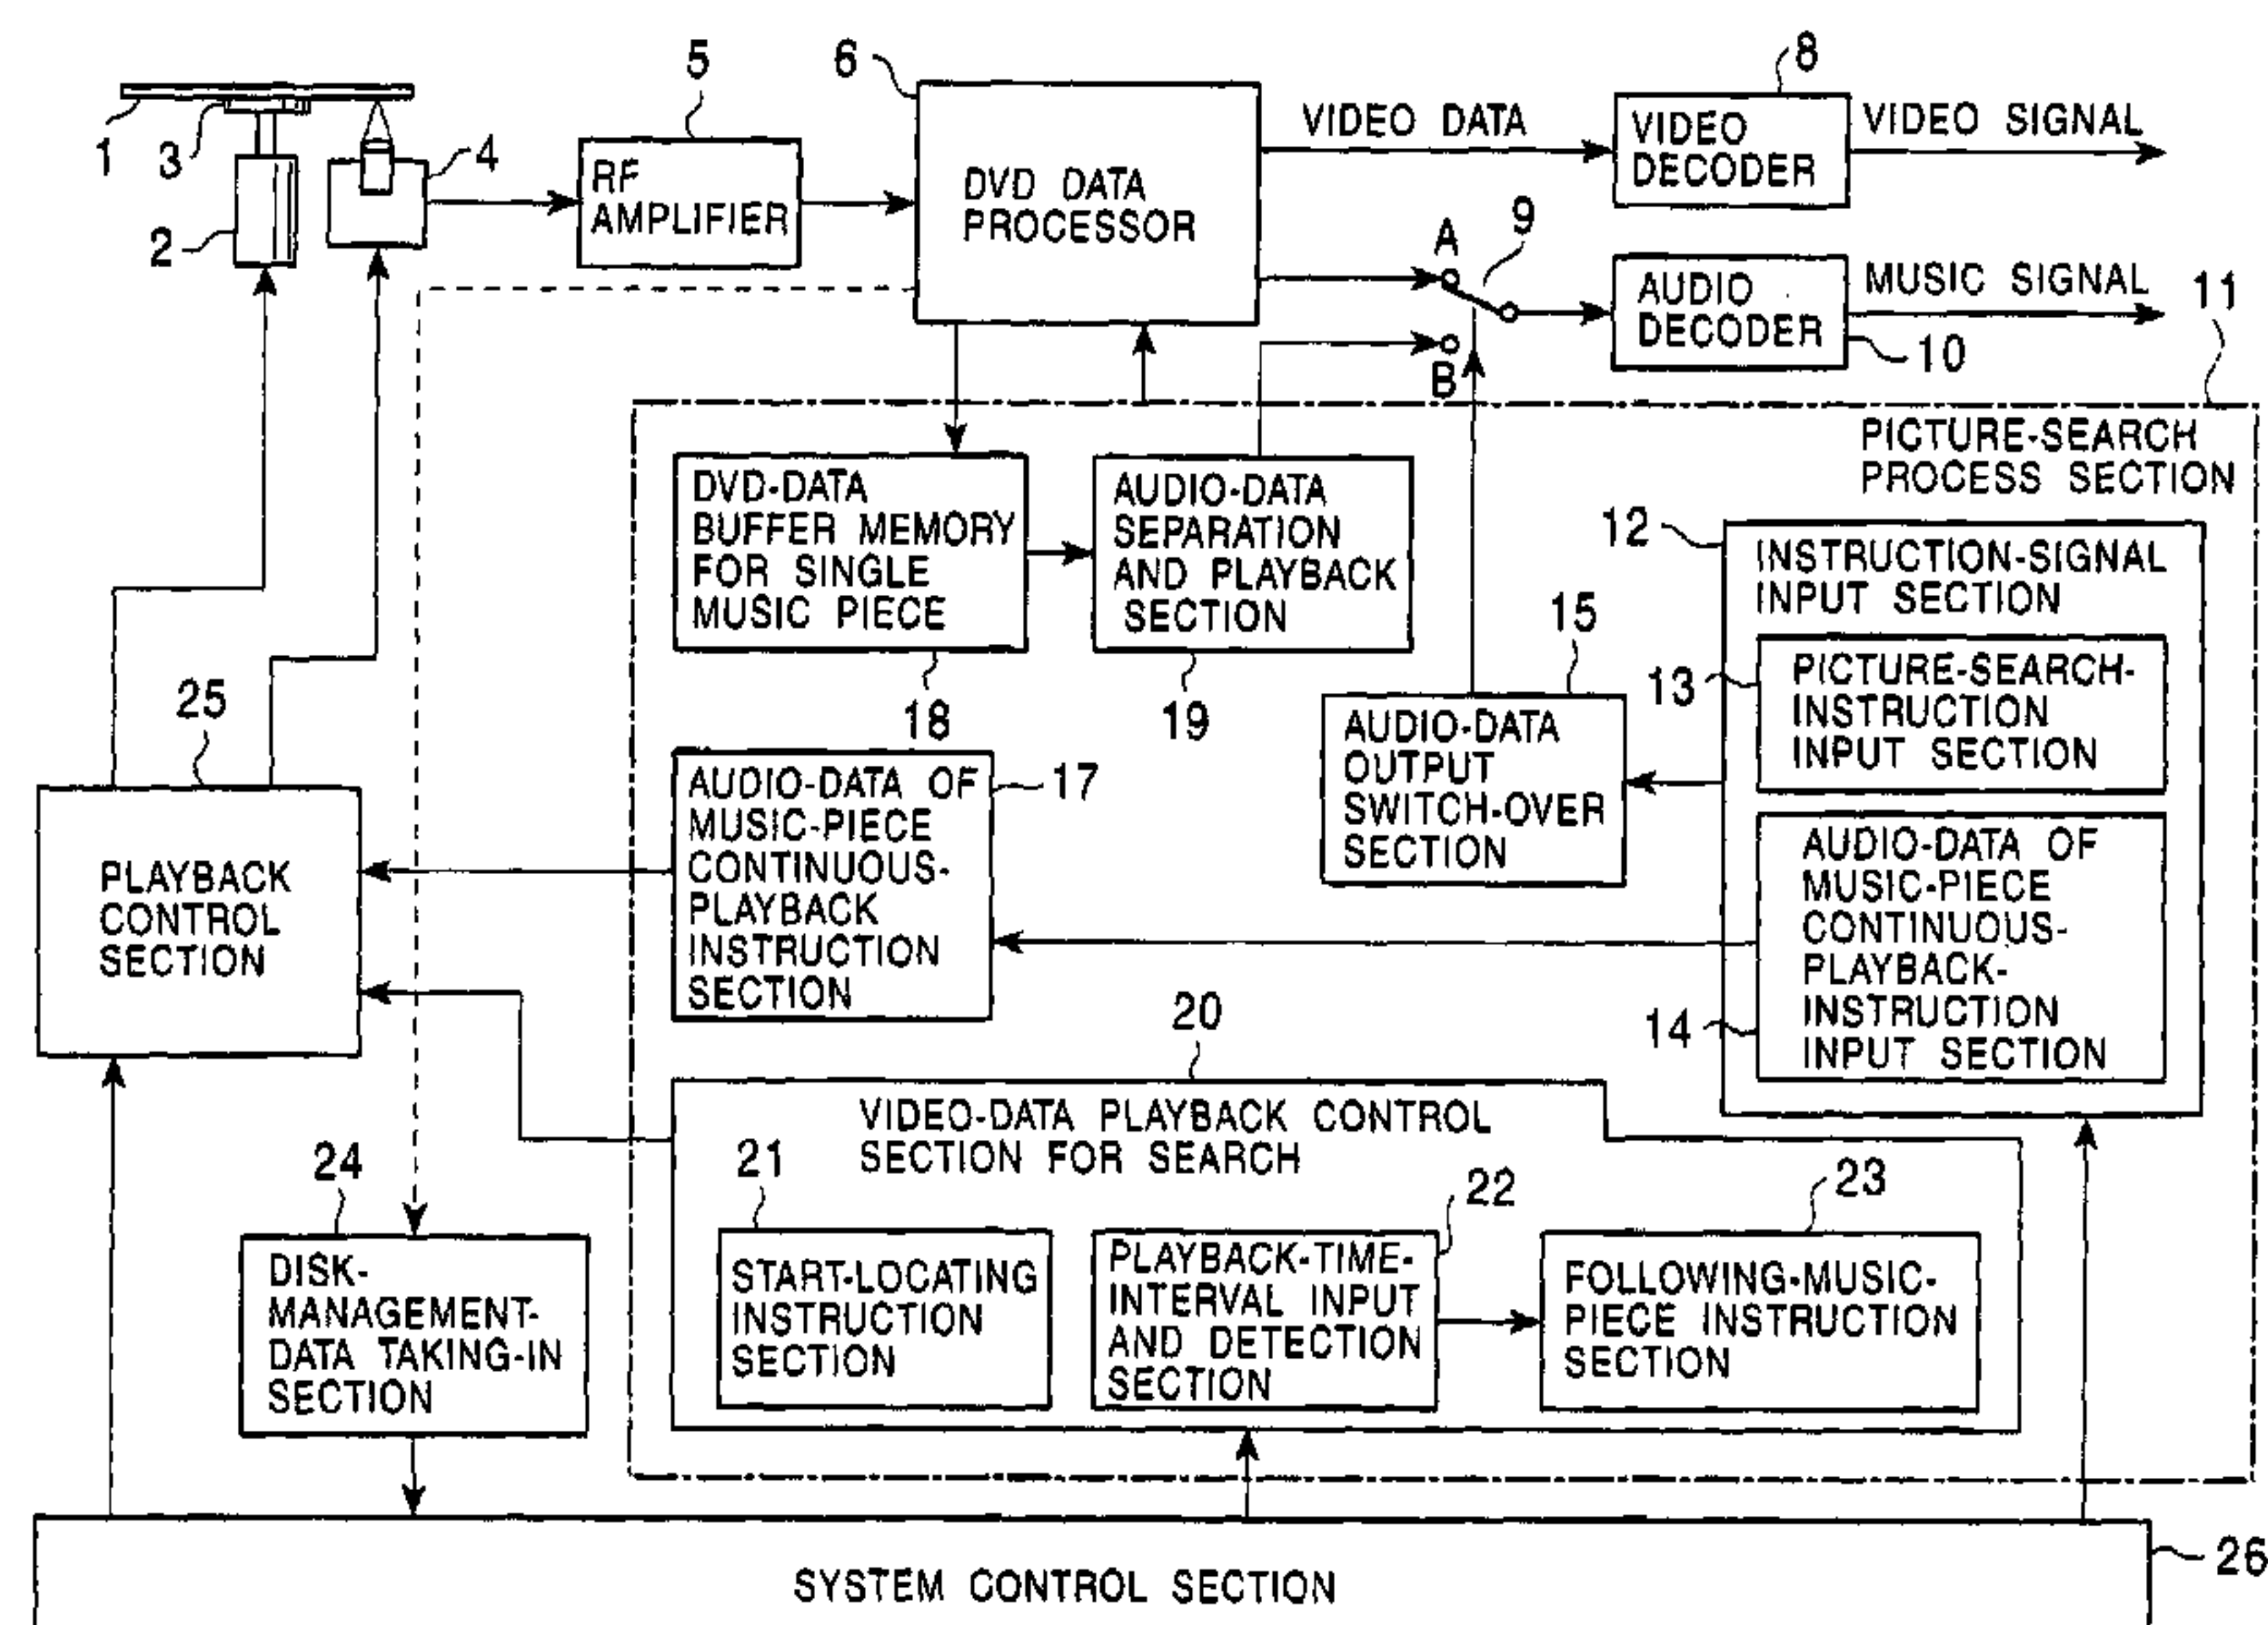 1
3
2
4
5
RF
AMPLIFIER
6
DVD DATA
PROCESSOR
VIDEO DATA
8
VIDEO
DECODER
VIDEO SIGNAL
A
9
B
AUDIO
DECODER
10
MUSIC SIGNAL
11
PICTURE-SEARCH
PROCESS SECTION
DVD-DATA
BUFFER MEMORY
FOR SINGLE
MUSIC PIECE
18
AUDIO-DATA
SEPARATION
AND PLAYBACK
SECTION
19
12
INSTRUCTION-SIGNAL
INPUT SECTION
13
PICTURE-SEARCH-
INSTRUCTION
INPUT SECTION
14
AUDIO-DATA OF
MUSIC-PIECE
CONTINUOUS-
PLAYBACK-
INSTRUCTION
INPUT SECTION
15
AUDIO-DATA
OUTPUT
SWITCH-OVER
SECTION
17
AUDIO-DATA OF
MUSIC-PIECE
CONTINUOUS-
PLAYBACK
INSTRUCTION
SECTION
25
PLAYBACK
CONTROL
SECTION
20
VIDEO-DATA PLAYBACK CONTROL
SECTION FOR SEARCH
21
START-LOCATING
INSTRUCTION
SECTION
22
PLAYBACK-TIME-
INTERVAL INPUT
AND DETECTION
SECTION
23
FOLLOWING-MUSIC-
PIECE INSTRUCTION
SECTION
24
DISK-
MANAGEMENT-
DATA TAKING-IN
SECTION
SYSTEM CONTROL SECTION
26